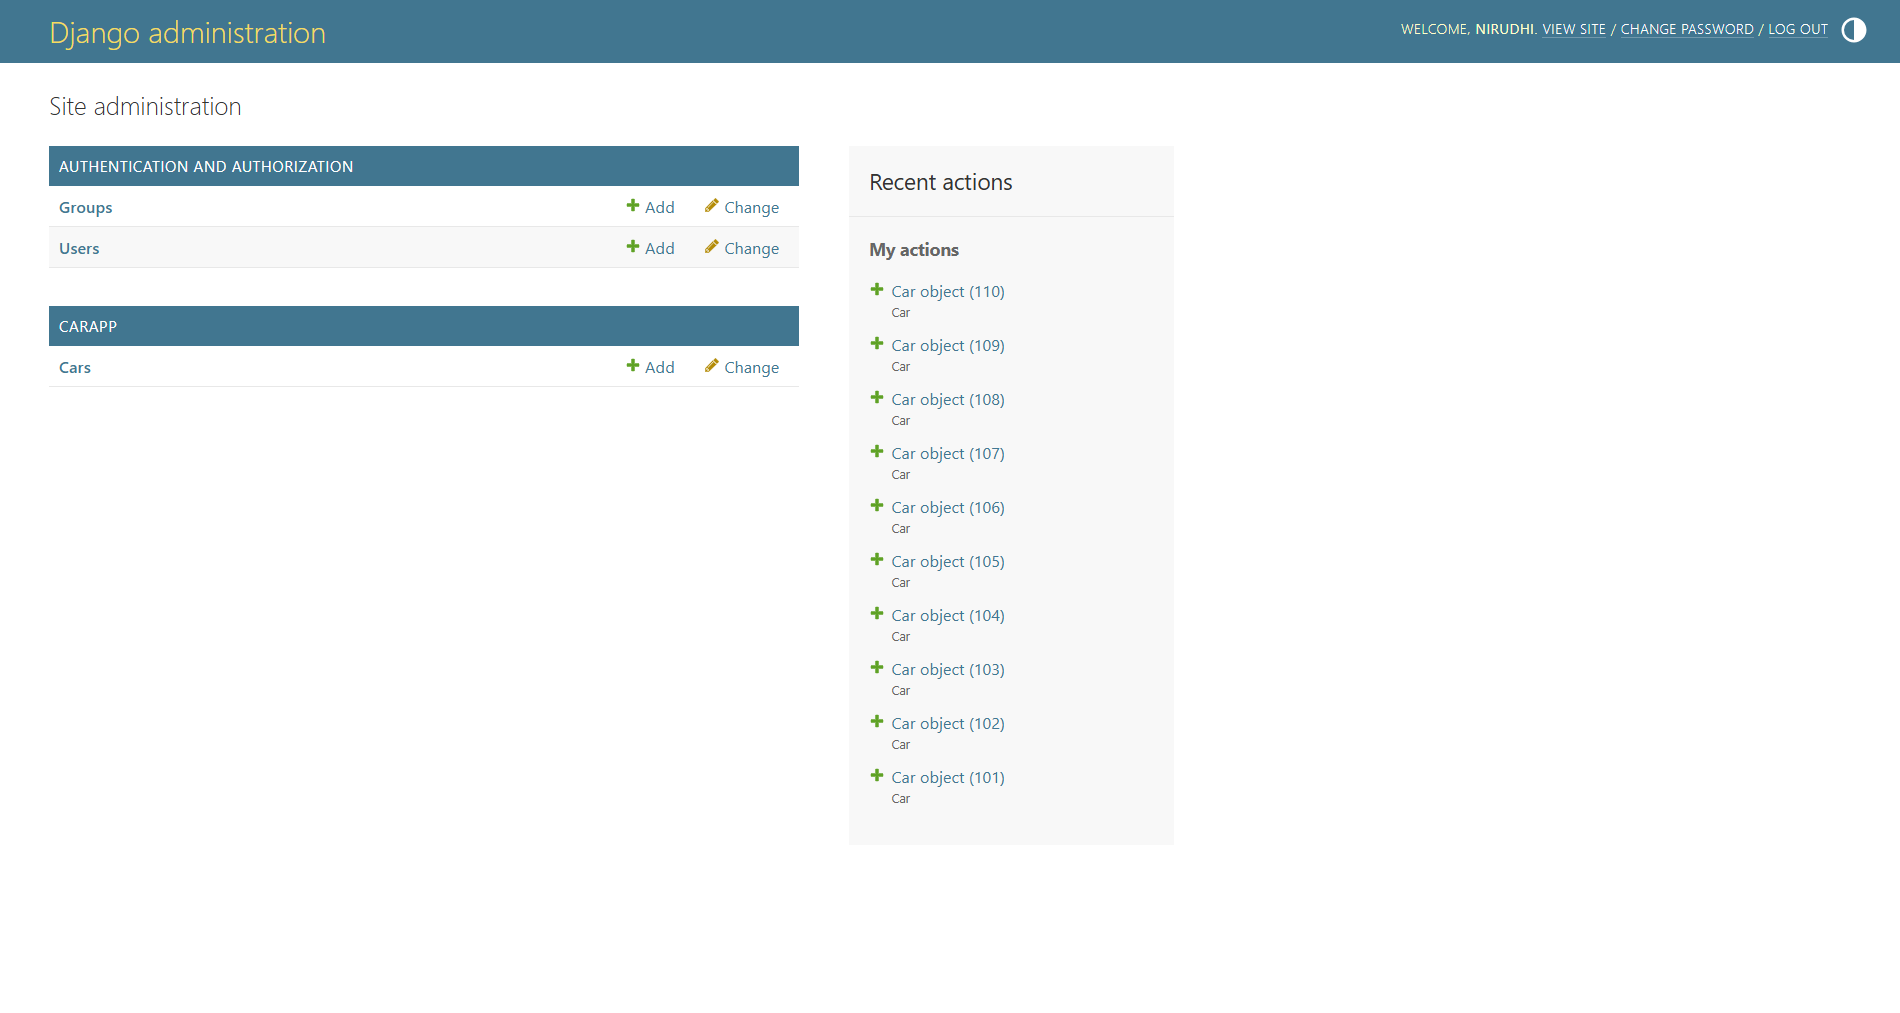 Django administration
WELCOME, NIRUDHI. VIEW SITE / CHANGE PASSWORD / LOG OUT
Site administration
AUTHENTICATION AND AUTHORIZATION
Groups Add Change
Users Add Change
CARAPP
Cars Add Change
Recent actions
My actions
Car object (110)
Car
Car object (109)
Car
Car object (108)
Car
Car object (107)
Car
Car object (106)
Car
Car object (105)
Car
Car object (104)
Car
Car object (103)
Car
Car object (102)
Car
Car object (101)
Car